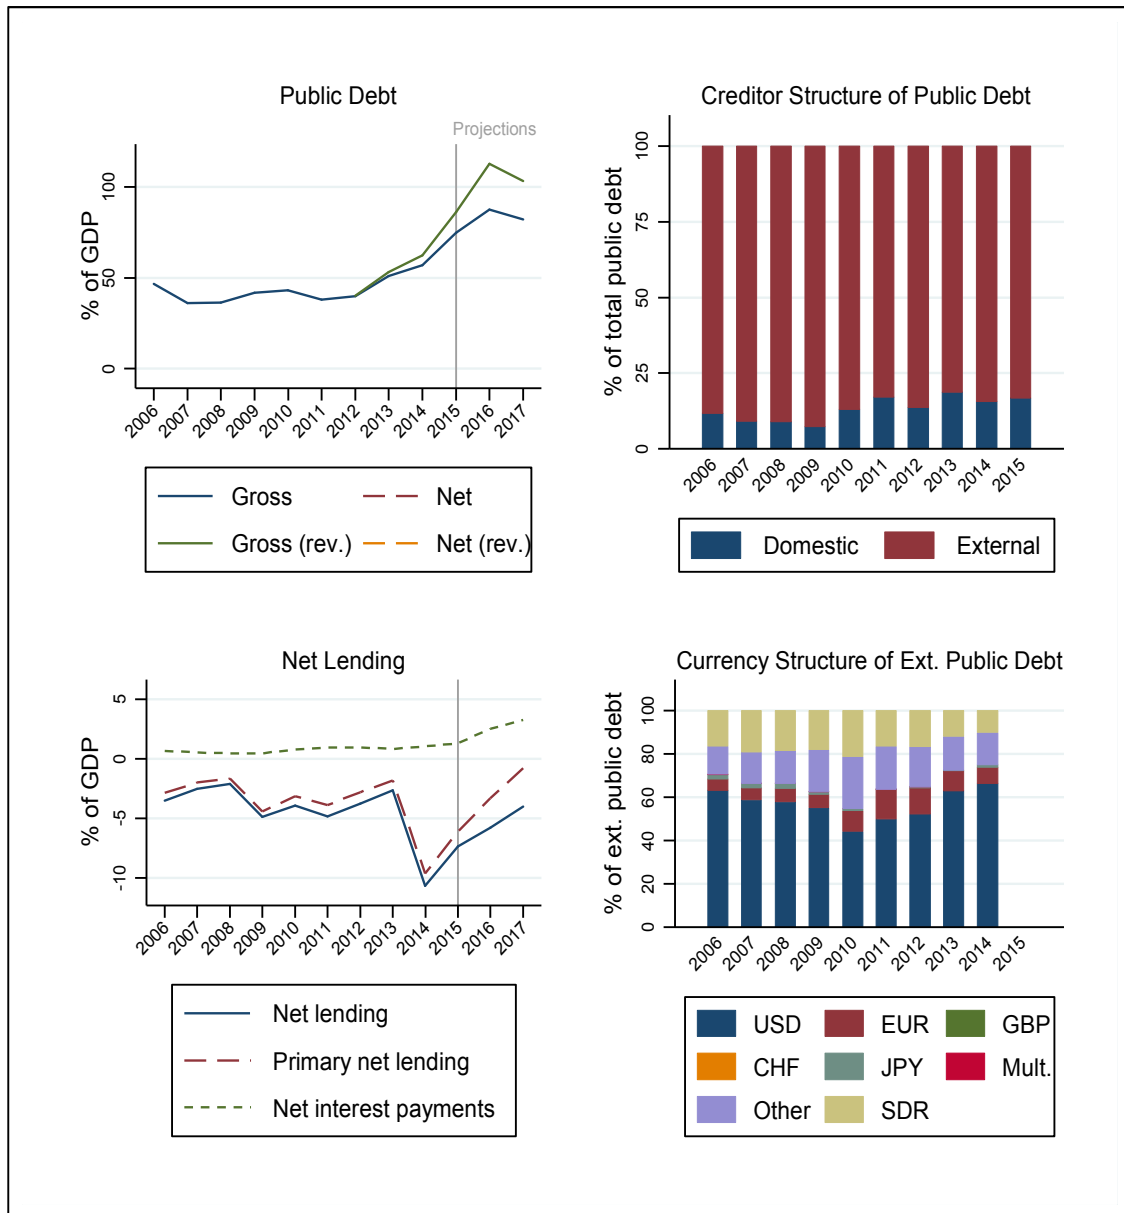 Public Debt
Projections
% of GDP
100
50
0
2006 2007 2008 2009 2010 2011 2012 2013 2014 2015 2016 2017
Gross
Net
Gross (rev.)
Net (rev.)
Creditor Structure of Public Debt
% of total public debt
100
75
50
25
0
2006 2007 2008 2009 2010 2011 2012 2013 2014 2015
Domestic
External
Net Lending
% of GDP
5
0
-5
-10
2006 2007 2008 2009 2010 2011 2012 2013 2014 2015 2016 2017
Net lending
Primary net lending
Net interest payments
Currency Structure of Ext. Public Debt
% of ext. public debt
100
80
60
40
20
0
2006 2007 2008 2009 2010 2011 2012 2013 2014 2015
USD
EUR
GBP
CHF
JPY
Mult.
Other
SDR